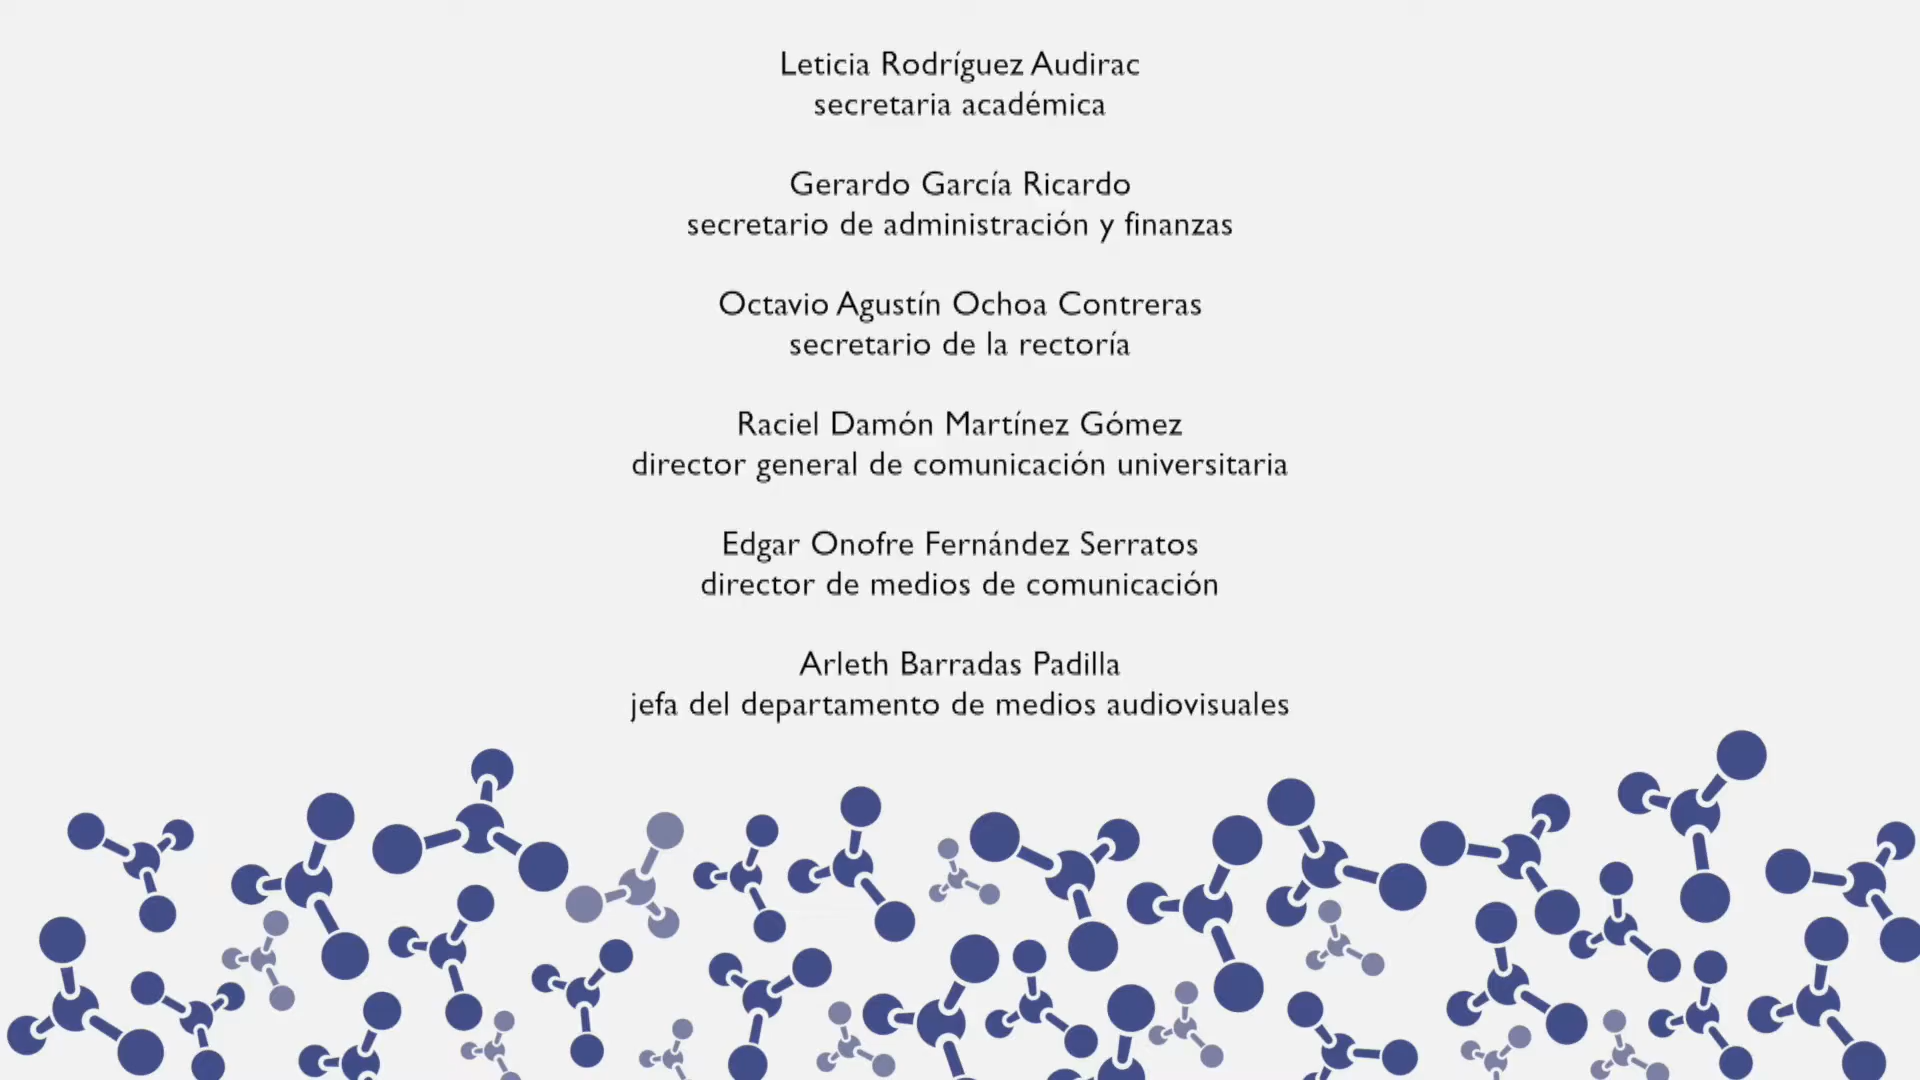 Leticia Rodríguez Audirac
secretaria académica
Gerardo García Ricardo
secretario de administración y finanzas
Octavio Agustín Ochoa Contreras
secretario de la rectoría
Raciel Damón Martínez Gómez
director general de comunicación universitaria
Edgar Onofre Fernández Serratos
director de medios de comunicación
Arleth Barradas Padilla
jefa del departamento de medios audiovisuales